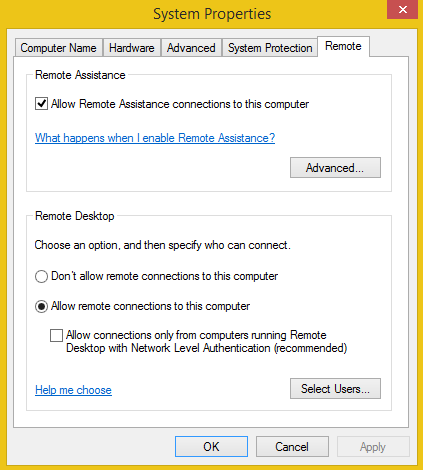 System Properties
Computer Name Hardware Advanced System Protection Remote
Remote Assistance
Allow Remote Assistance connections to this computer
What happens when I enable Remote Assistance?
Advanced...
Remote Desktop
Choose an option, and then specify who can connect.
Don't allow remote connections to this computer
Allow remote connections to this computer
Allow connections only from computers running Remote
Desktop with Network Level Authentication (recommended)
Help me choose Select Users...
OK Cancel Apply